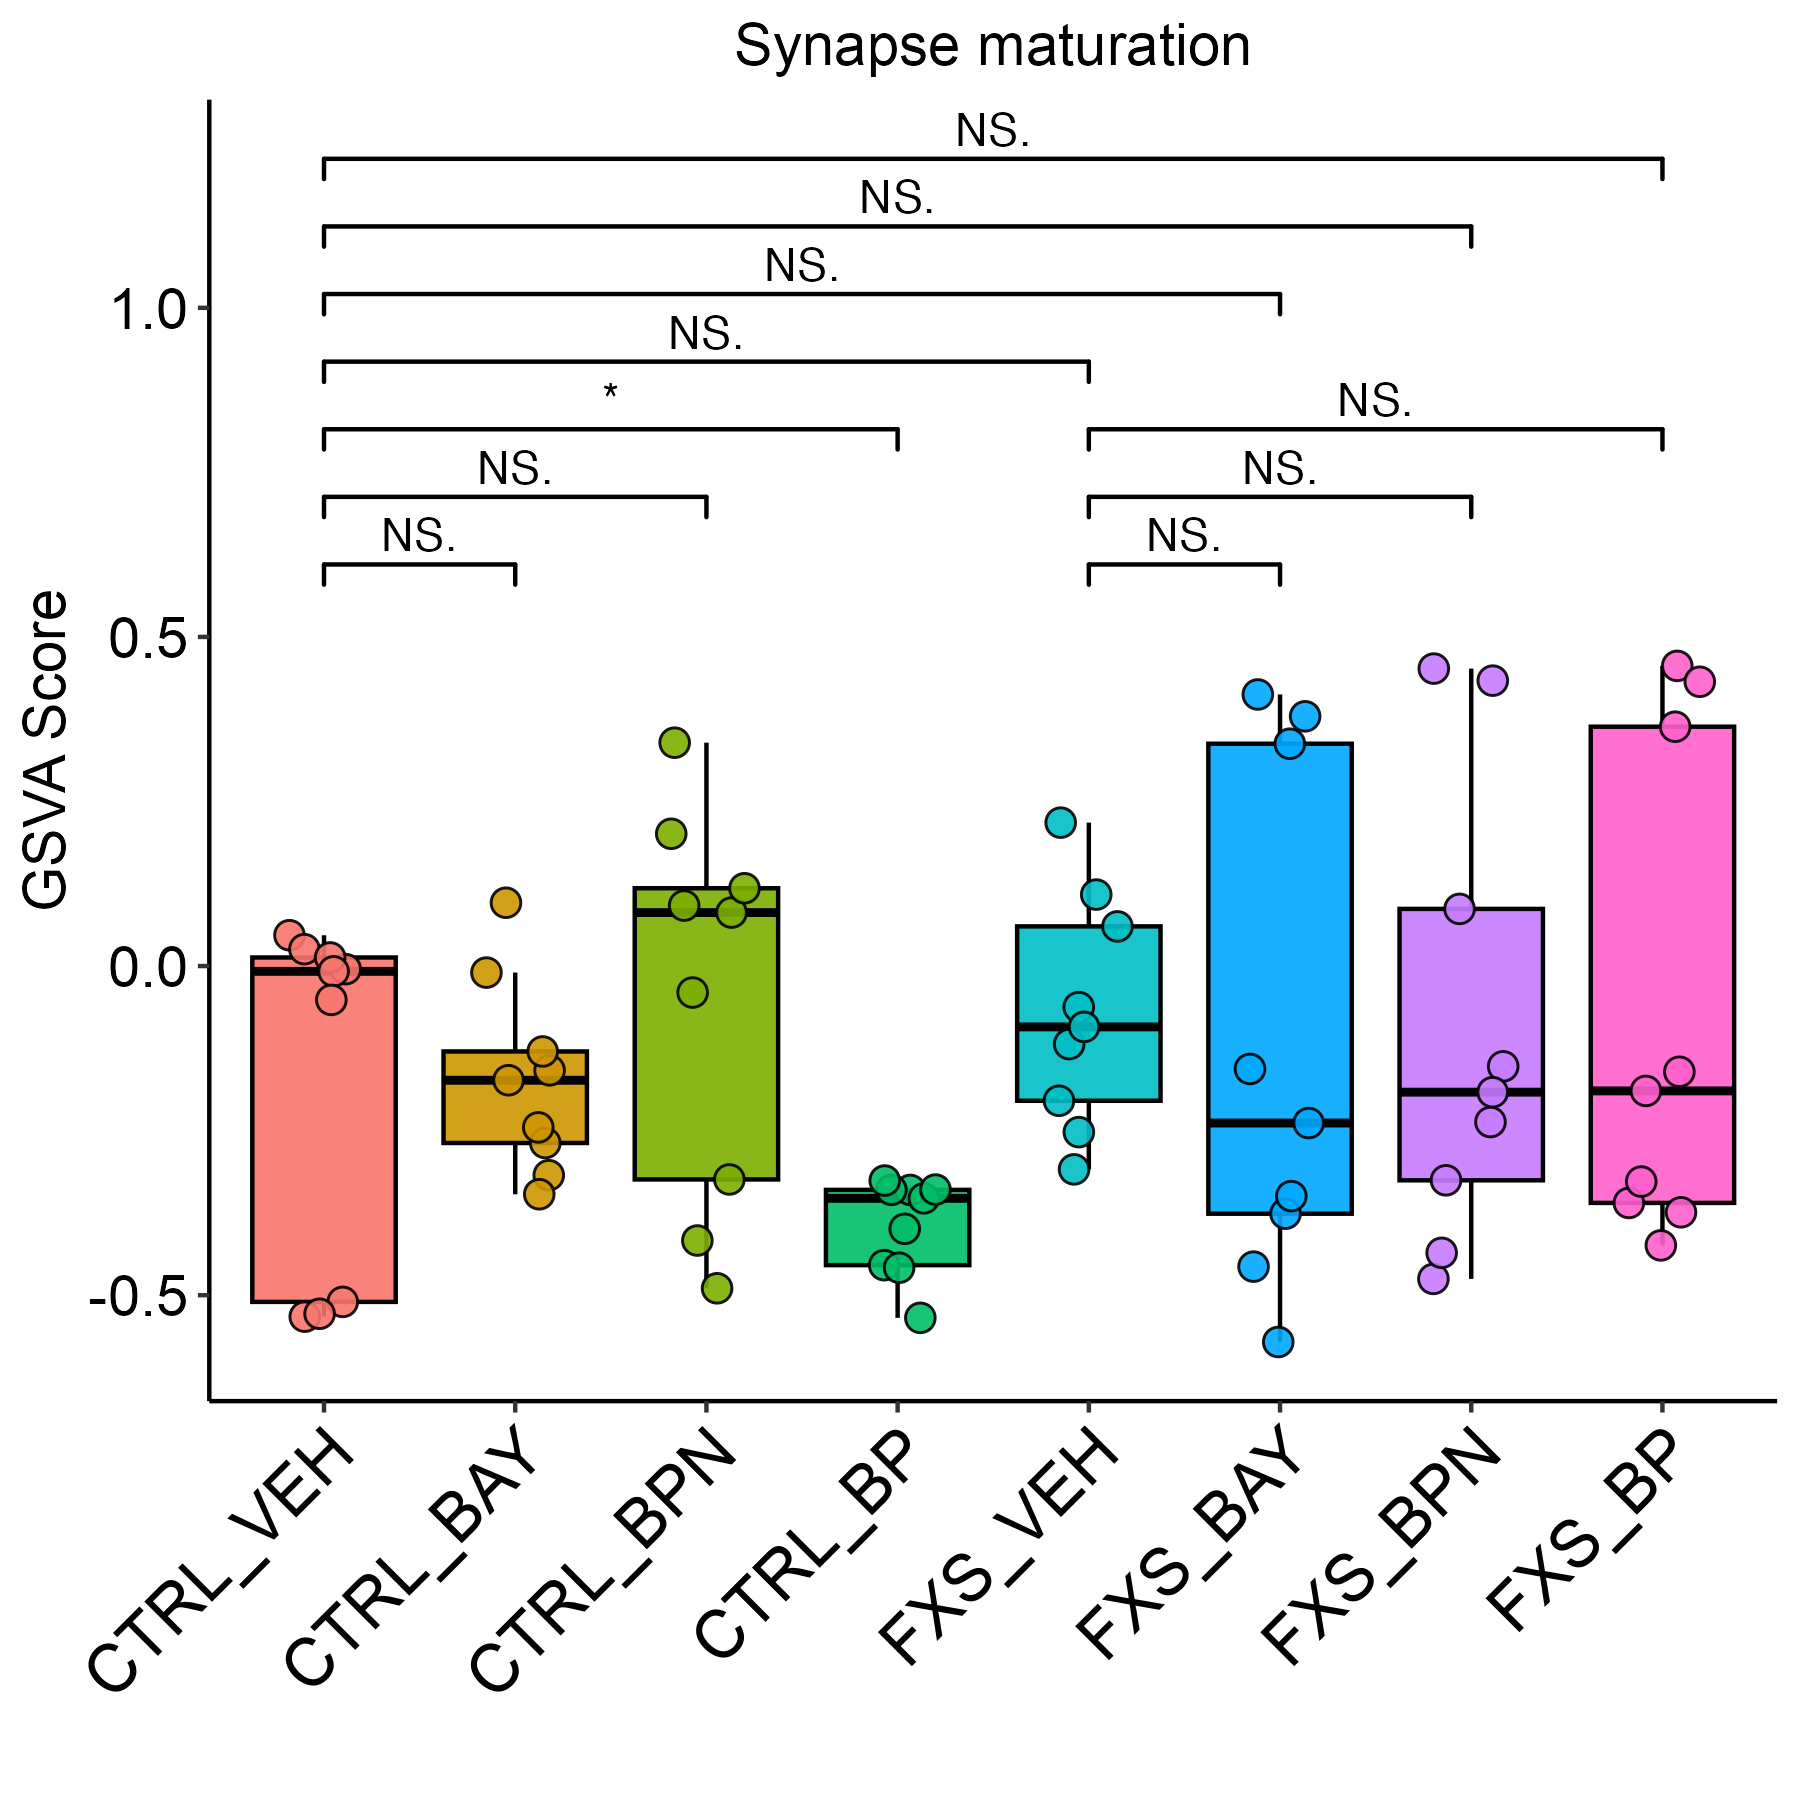 Synapse maturation
NS.
NS.
NS.
NS.
*
NS.
NS.
NS.
NS.
NS.
GSVA Score
1.0
0.5
0.0
-0.5
CTRL_VEH
CTRL_BAY
CTRL_BPN
CTRL_BP
FXS_VEH
FXS_BAY
FXS_BPN
FXS_BP